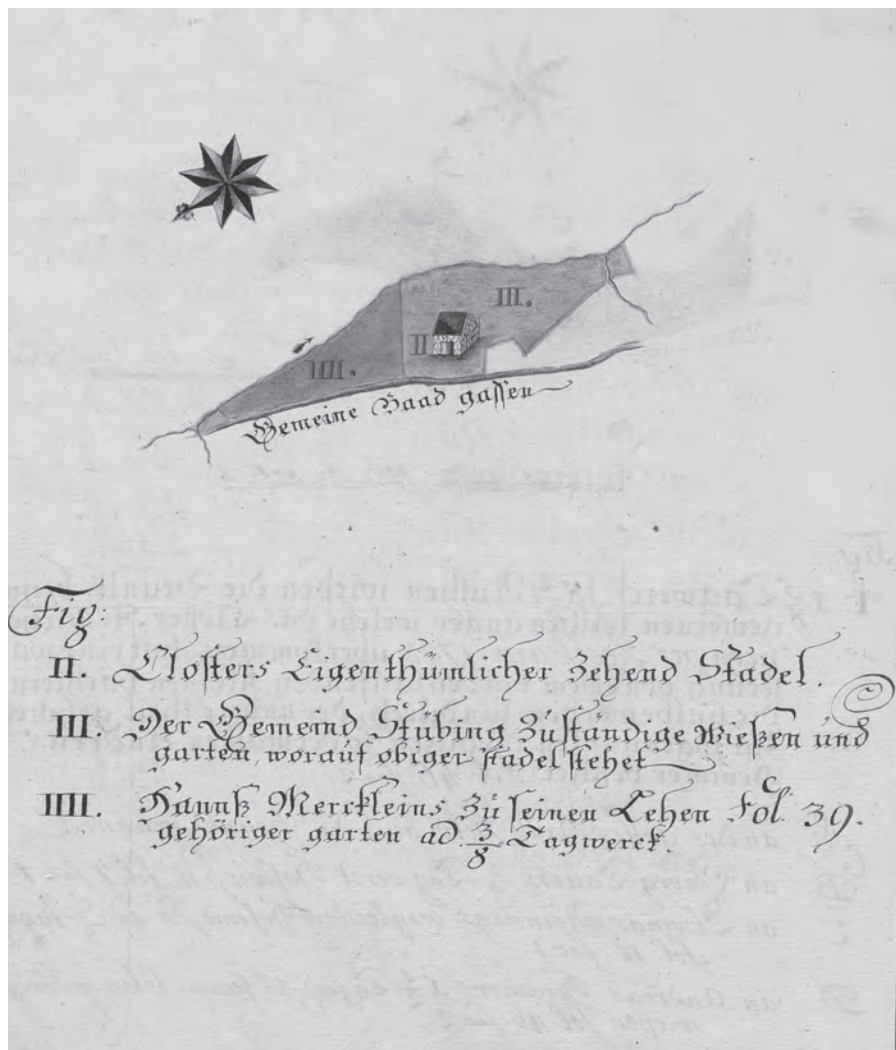 III.
II
IIII.
Gemeine Baad gassen
Fig:
II. Closters Eigenthümlicher Zehend Stadel.
III. Der Gemeind Stübing Zuständige Wießen und
garten, worauf obiger stadel stehet
IIII. Hannß Merckleins Zu seinen Lehen Fol. 39.
gehöriger garten ad 3/8 Tagwerck.